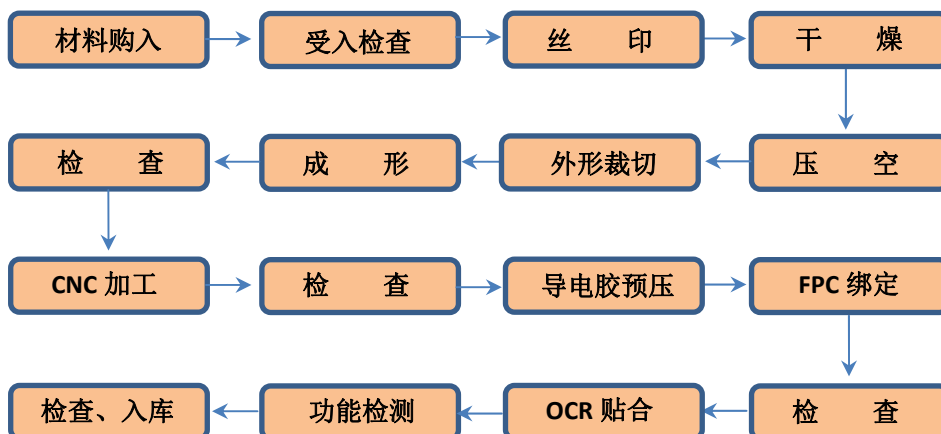 材料购入
受入检查
丝 印
干 燥
压 空
外形裁切
成 形
检 查
CNC 加工
检 查
导电胶预压
FPC 绑定
检 查
OCR 贴合
功能检测
检查、入库